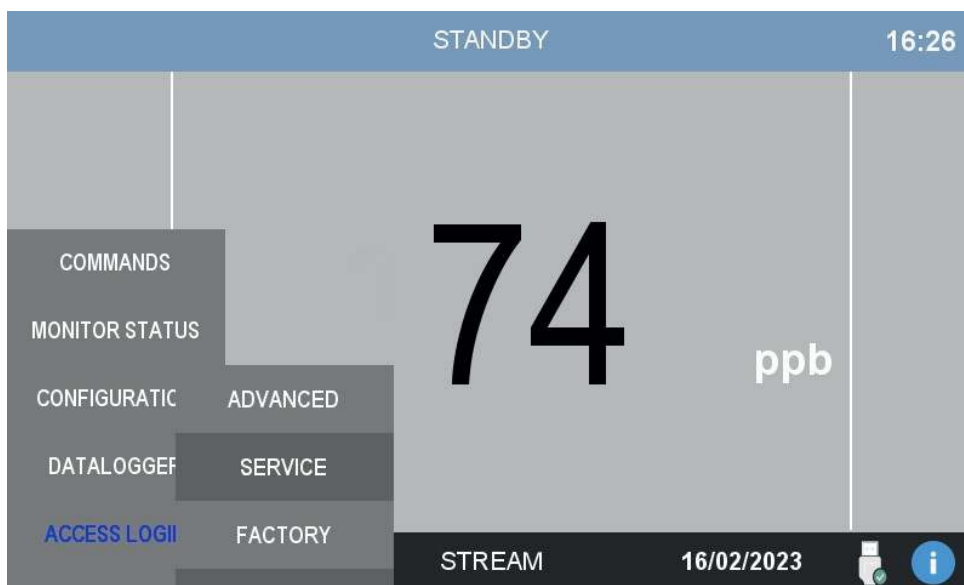 STANDBY 16:26
74
ppb
COMMANDS
MONITOR STATUS
CONFIGURATIC ADVANCED
DATALOGGEF SERVICE
ACCESS LOGII FACTORY
STREAM 16/02/2023
i